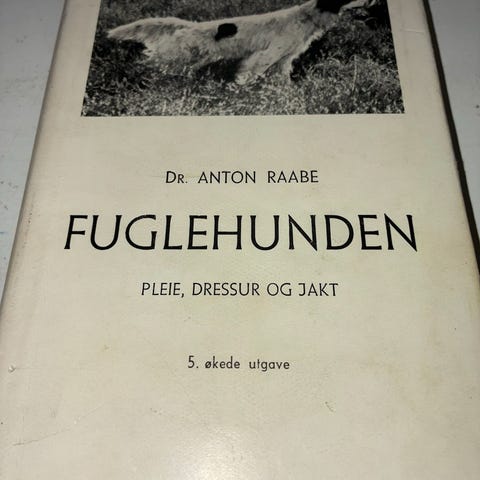 DR. ANTON RAABE
FUGLEHUNDEN
PLEIE, DRESSUR OG JAKT
5. økede utgave